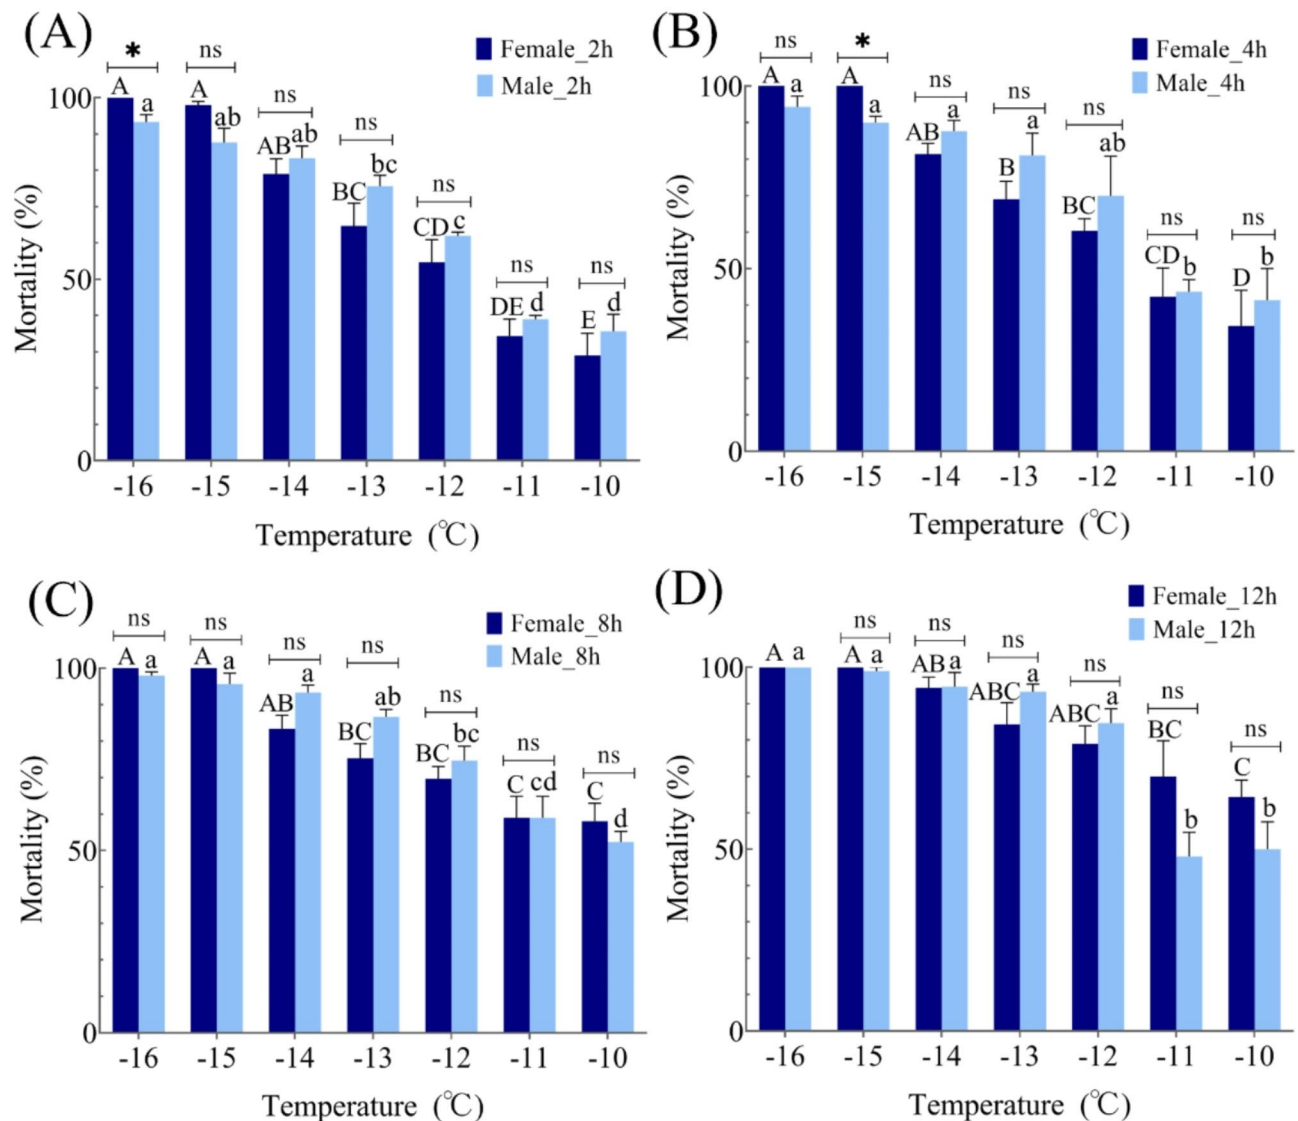 (A)
* ns ns ns ns ns ns
Female_2h
Male_2h
A a A ab AB ab BC bc CD c DE d E d
100
50
0
Mortality (%)
-16 -15 -14 -13 -12 -11 -10
Temperature (℃)
(B)
ns * ns ns ns ns ns
Female_4h
Male_4h
A a A a AB a B a BC ab CD b D b
100
50
0
Mortality (%)
-16 -15 -14 -13 -12 -11 -10
Temperature (℃)
(C)
ns ns ns ns ns ns ns
Female_8h
Male_8h
A a A a AB a BC ab BC bc C cd C d
100
50
0
Mortality (%)
-16 -15 -14 -13 -12 -11 -10
Temperature (℃)
(D)
ns ns ns ns ns ns
Female_12h
Male_12h
A a A a AB a ABC a ABC a BC b C b
100
50
0
Mortality (%)
-16 -15 -14 -13 -12 -11 -10
Temperature (℃)